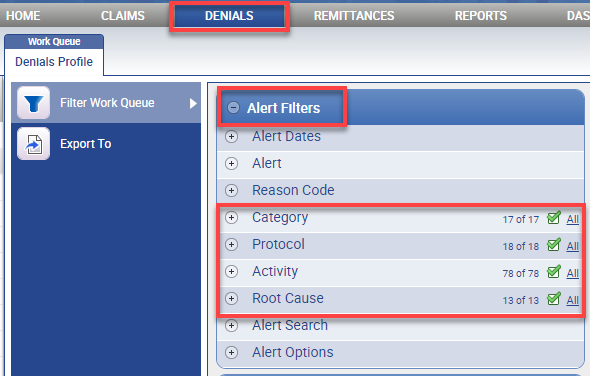 HOME CLAIMS DENIALS REMITTANCES REPORTS DAS
Work Queue
Denials Profile
Filter Work Queue
Export To
Alert Filters
Alert Dates
Alert
Reason Code
Category 17 of 17 All
Protocol 18 of 18 All
Activity 78 of 78 All
Root Cause 13 of 13 All
Alert Search
Alert Options